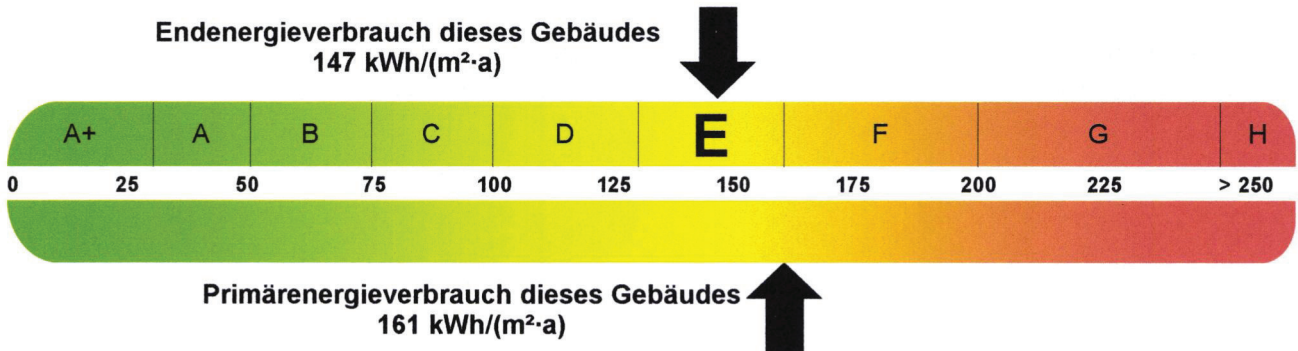 Endenergieverbrauch dieses Gebäudes
147 kWh/(m²·a)
A+ A B C D E F G H
0 25 50 75 100 125 150 175 200 225 > 250
Primärenergieverbrauch dieses Gebäudes
161 kWh/(m²·a)